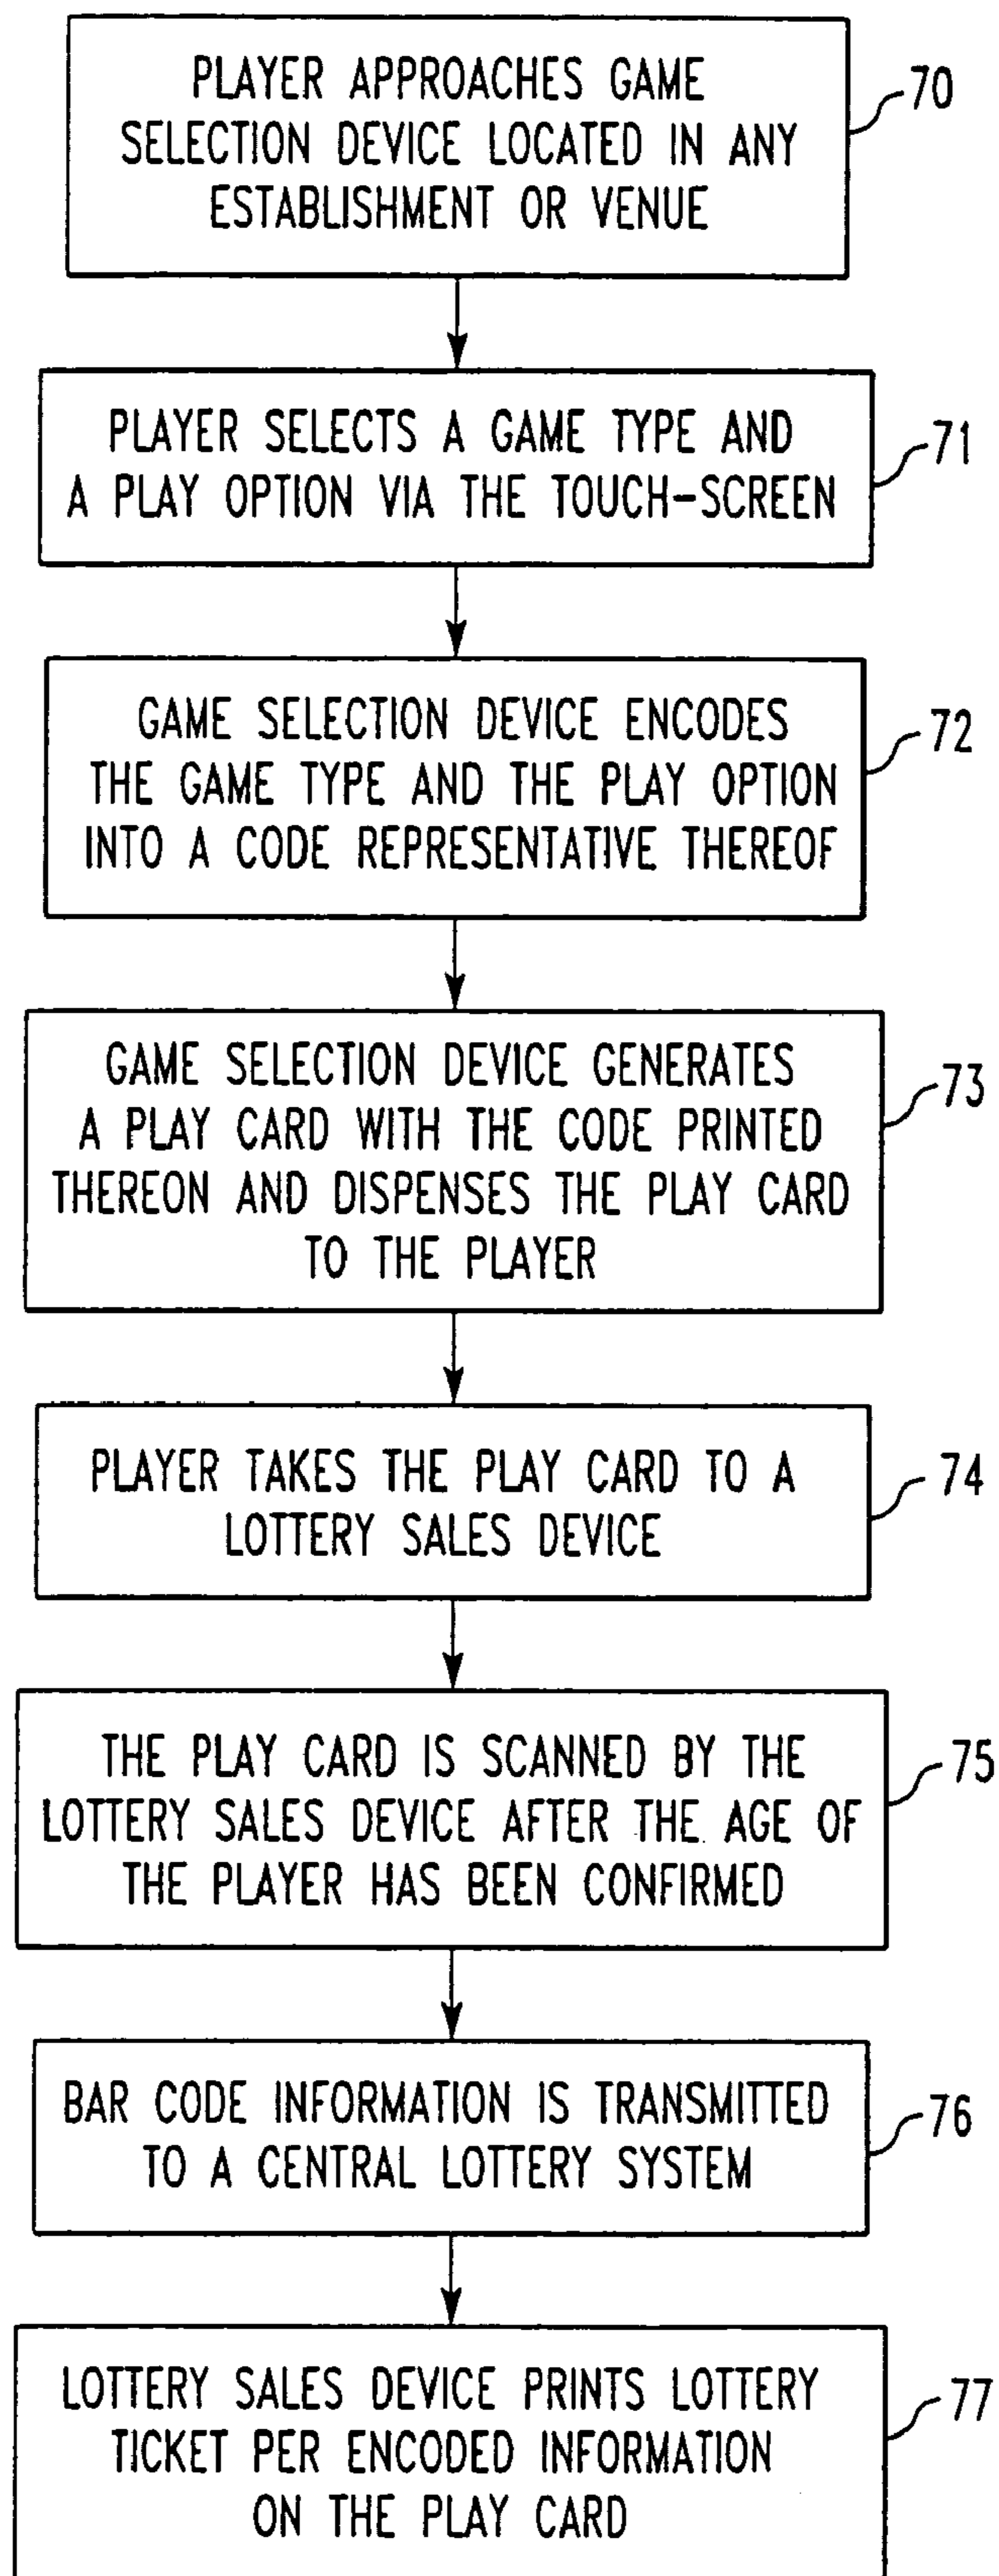 PLAYER APPROACHES GAME
SELECTION DEVICE LOCATED IN ANY
ESTABLISHMENT OR VENUE
70
PLAYER SELECTS A GAME TYPE AND
A PLAY OPTION VIA THE TOUCH-SCREEN
71
GAME SELECTION DEVICE ENCODES
THE GAME TYPE AND THE PLAY OPTION
INTO A CODE REPRESENTATIVE THEREOF
72
GAME SELECTION DEVICE GENERATES
A PLAY CARD WITH THE CODE PRINTED
THEREON AND DISPENSES THE PLAY CARD
TO THE PLAYER
73
PLAYER TAKES THE PLAY CARD TO A
LOTTERY SALES DEVICE
74
THE PLAY CARD IS SCANNED BY THE
LOTTERY SALES DEVICE AFTER THE AGE OF
THE PLAYER HAS BEEN CONFIRMED
75
BAR CODE INFORMATION IS TRANSMITTED
TO A CENTRAL LOTTERY SYSTEM
76
LOTTERY SALES DEVICE PRINTS LOTTERY
TICKET PER ENCODED INFORMATION
ON THE PLAY CARD
77